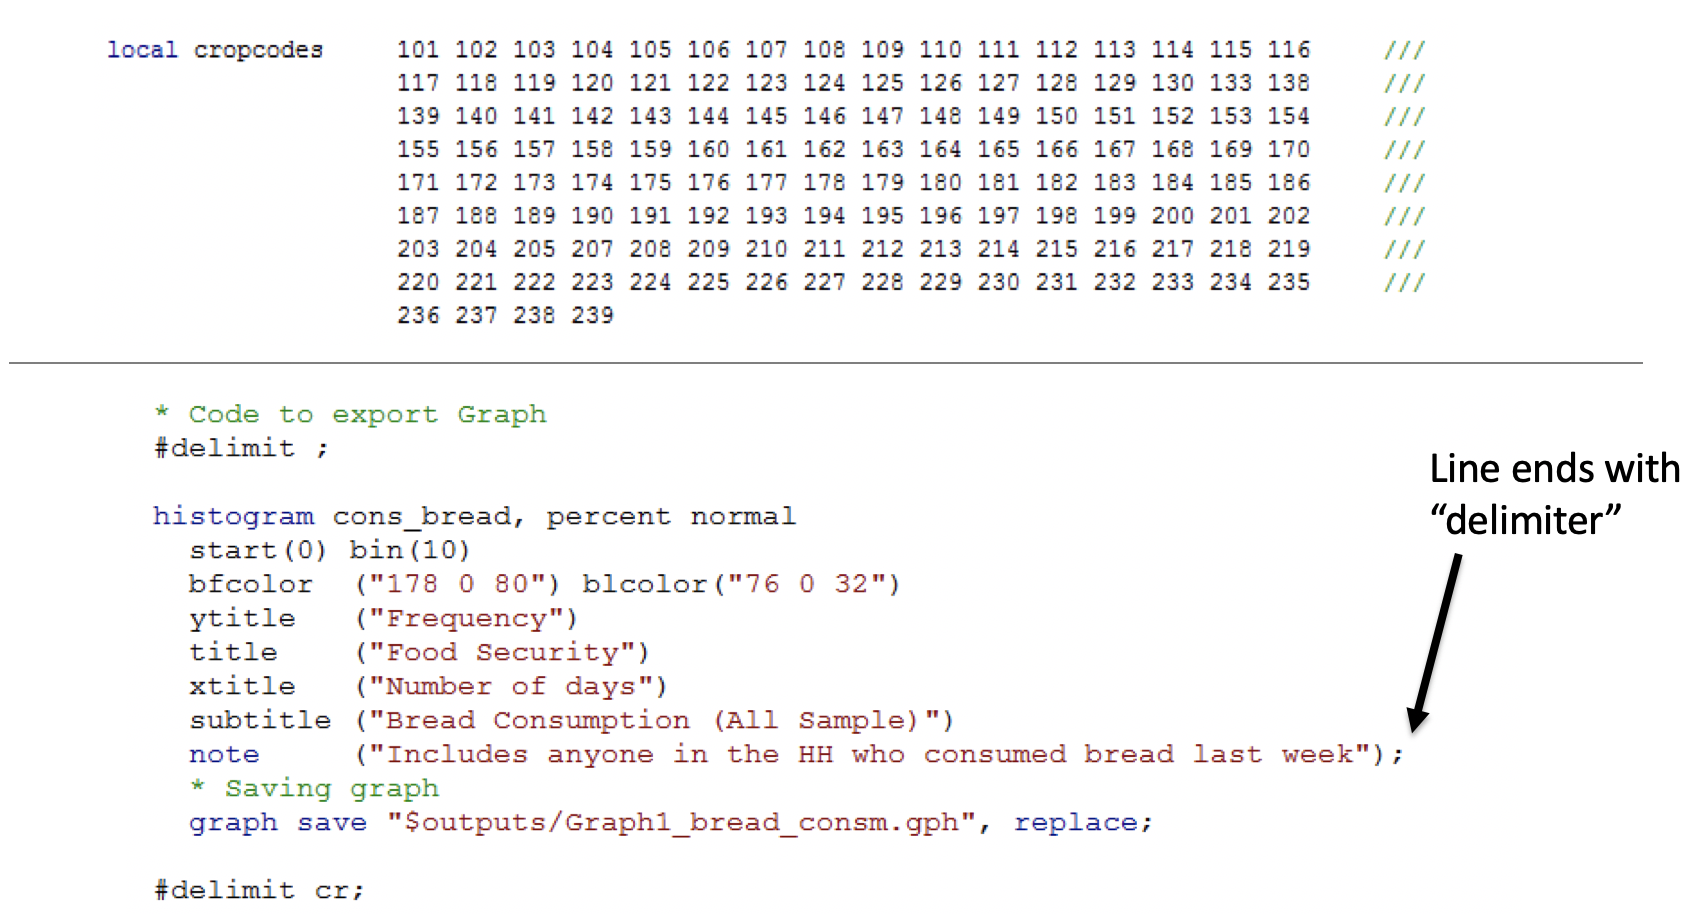 local cropcodes 101 102 103 104 105 106 107 108 109 110 111 112 113 114 115 116 ///
117 118 119 120 121 122 123 124 125 126 127 128 129 130 133 138 ///
139 140 141 142 143 144 145 146 147 148 149 150 151 152 153 154 ///
155 156 157 158 159 160 161 162 163 164 165 166 167 168 169 170 ///
171 172 173 174 175 176 177 178 179 180 181 182 183 184 185 186 ///
187 188 189 190 191 192 193 194 195 196 197 198 199 200 201 202 ///
203 204 205 207 208 209 210 211 212 213 214 215 216 217 218 219 ///
220 221 222 223 224 225 226 227 228 229 230 231 232 233 234 235 ///
236 237 238 239
* Code to export Graph
#delimit ;
histogram cons_bread, percent normal
start(0) bin(10)
bfcolor ("178 0 80") blcolor("76 0 32")
ytitle ("Frequency")
title ("Food Security")
xtitle ("Number of days")
subtitle ("Bread Consumption (All Sample)")
note ("Includes anyone in the HH who consumed bread last week");
* Saving graph
graph save "$outputs/Graph1_bread_consm.gph", replace;
#delimit cr;
Line ends with
“delimiter”